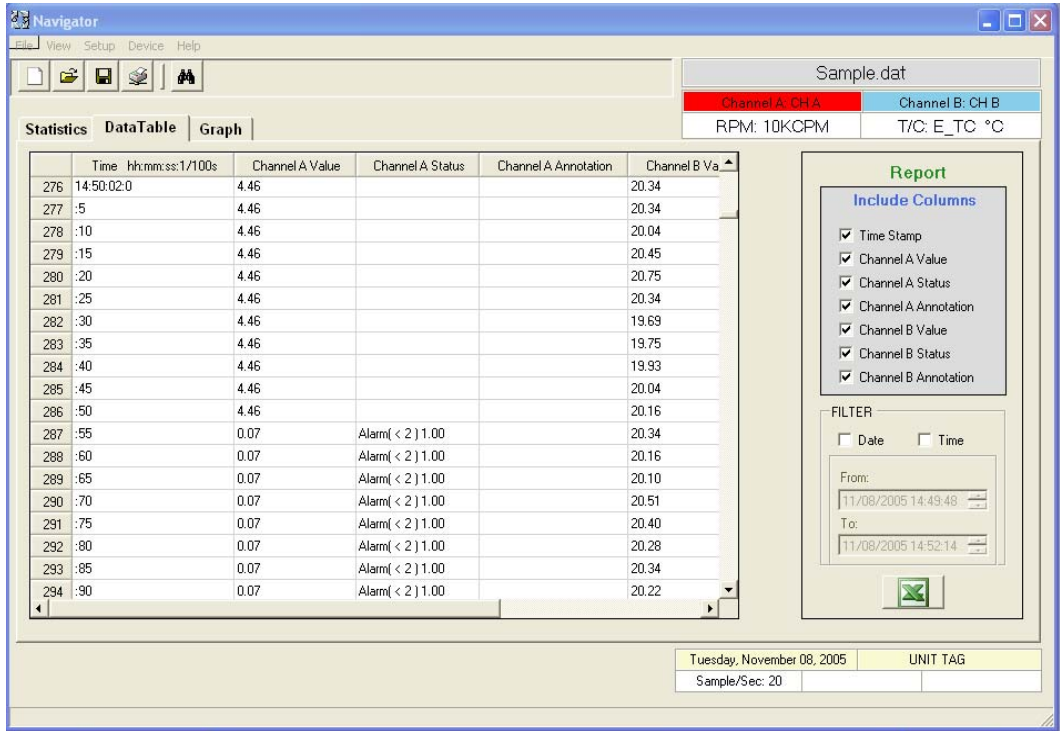 Navigator
File View Setup Device Help
Sample.dat
Channel A: CH A Channel B: CH B
RPM: 10KCPM T/C: E_TC °C
Statistics DataTable Graph
Time hh:mm:ss:1/100s Channel A Value Channel A Status Channel A Annotation Channel B Va
276 14:50:02:0 4.46 20.34
277 :5 4.46 20.34
278 :10 4.46 20.04
279 :15 4.46 20.45
280 :20 4.46 20.75
281 :25 4.46 20.34
282 :30 4.46 19.69
283 :35 4.46 19.75
284 :40 4.46 19.93
285 :45 4.46 20.04
286 :50 4.46 20.16
287 :55 0.07 Alarm( < 2 ) 1.00 20.34
288 :60 0.07 Alarm( < 2 ) 1.00 20.16
289 :65 0.07 Alarm( < 2 ) 1.00 20.10
290 :70 0.07 Alarm( < 2 ) 1.00 20.51
291 :75 0.07 Alarm( < 2 ) 1.00 20.40
292 :80 0.07 Alarm( < 2 ) 1.00 20.28
293 :85 0.07 Alarm( < 2 ) 1.00 20.34
294 :90 0.07 Alarm( < 2 ) 1.00 20.22
Report
Include Columns
Time Stamp
Channel A Value
Channel A Status
Channel A Annotation
Channel B Value
Channel B Status
Channel B Annotation
FILTER
Date Time
From:
11/08/2005 14:49:48
To:
11/08/2005 14:52:14
Tuesday, November 08, 2005 UNIT TAG
Sample/Sec: 20